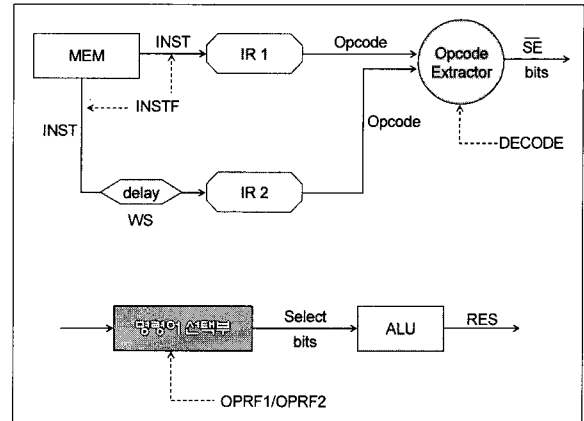 MEM
INST
IR 1
Opcode
Opcode
Extractor
SE
bits
INSTF
INST
Opcode
DECODE
delay
IR 2
WS
명령어 선택부
Select
bits
ALU
RES
OPRF1/OPRF2